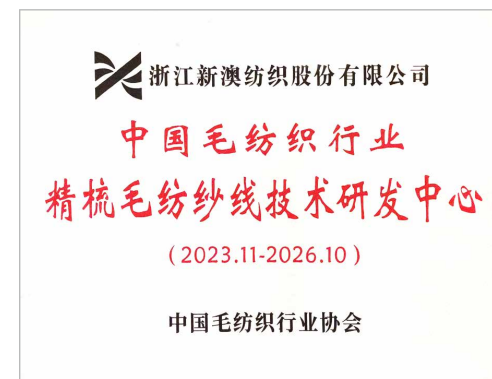 浙江新澳纺织股份有限公司
中国毛纺织行业
精梳毛纺纱线技术研发中心
(2023.11-2026.10)
中国毛纺织行业协会